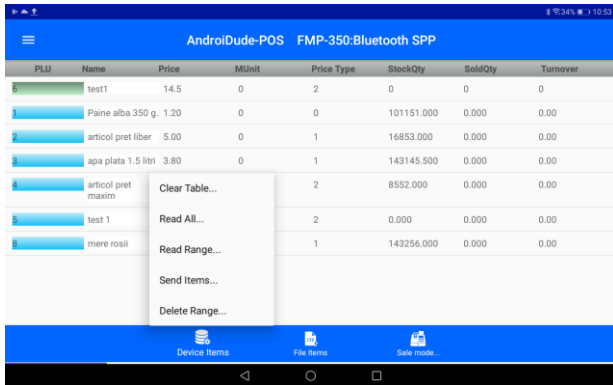 34% 10:53
AndroiDude-POS FMP-350:Bluetooth SPP
PLU Name Price MUnit Price Type StockQty SoldQty Turnover
6 test1 14.5 0 2 0 0 0
1 Paine alba 350 g. 1.20 0 0 101151.000 0.000 0.00
2 articol pret liber 5.00 0 1 16853.000 0.000 0.00
3 apa plata 1.5 litri 3.80 0 1 143145.500 0.000 0.00
4 articol pret 2 8552.000 0.000 0.00
maxim
5 test 1 2 0.000 0.000 0.00
8 mere rosii 1 143256.000 0.000 0.00
Clear Table...
Read All...
Read Range...
Send Items...
Delete Range...
Device Items File Items Sale mode...